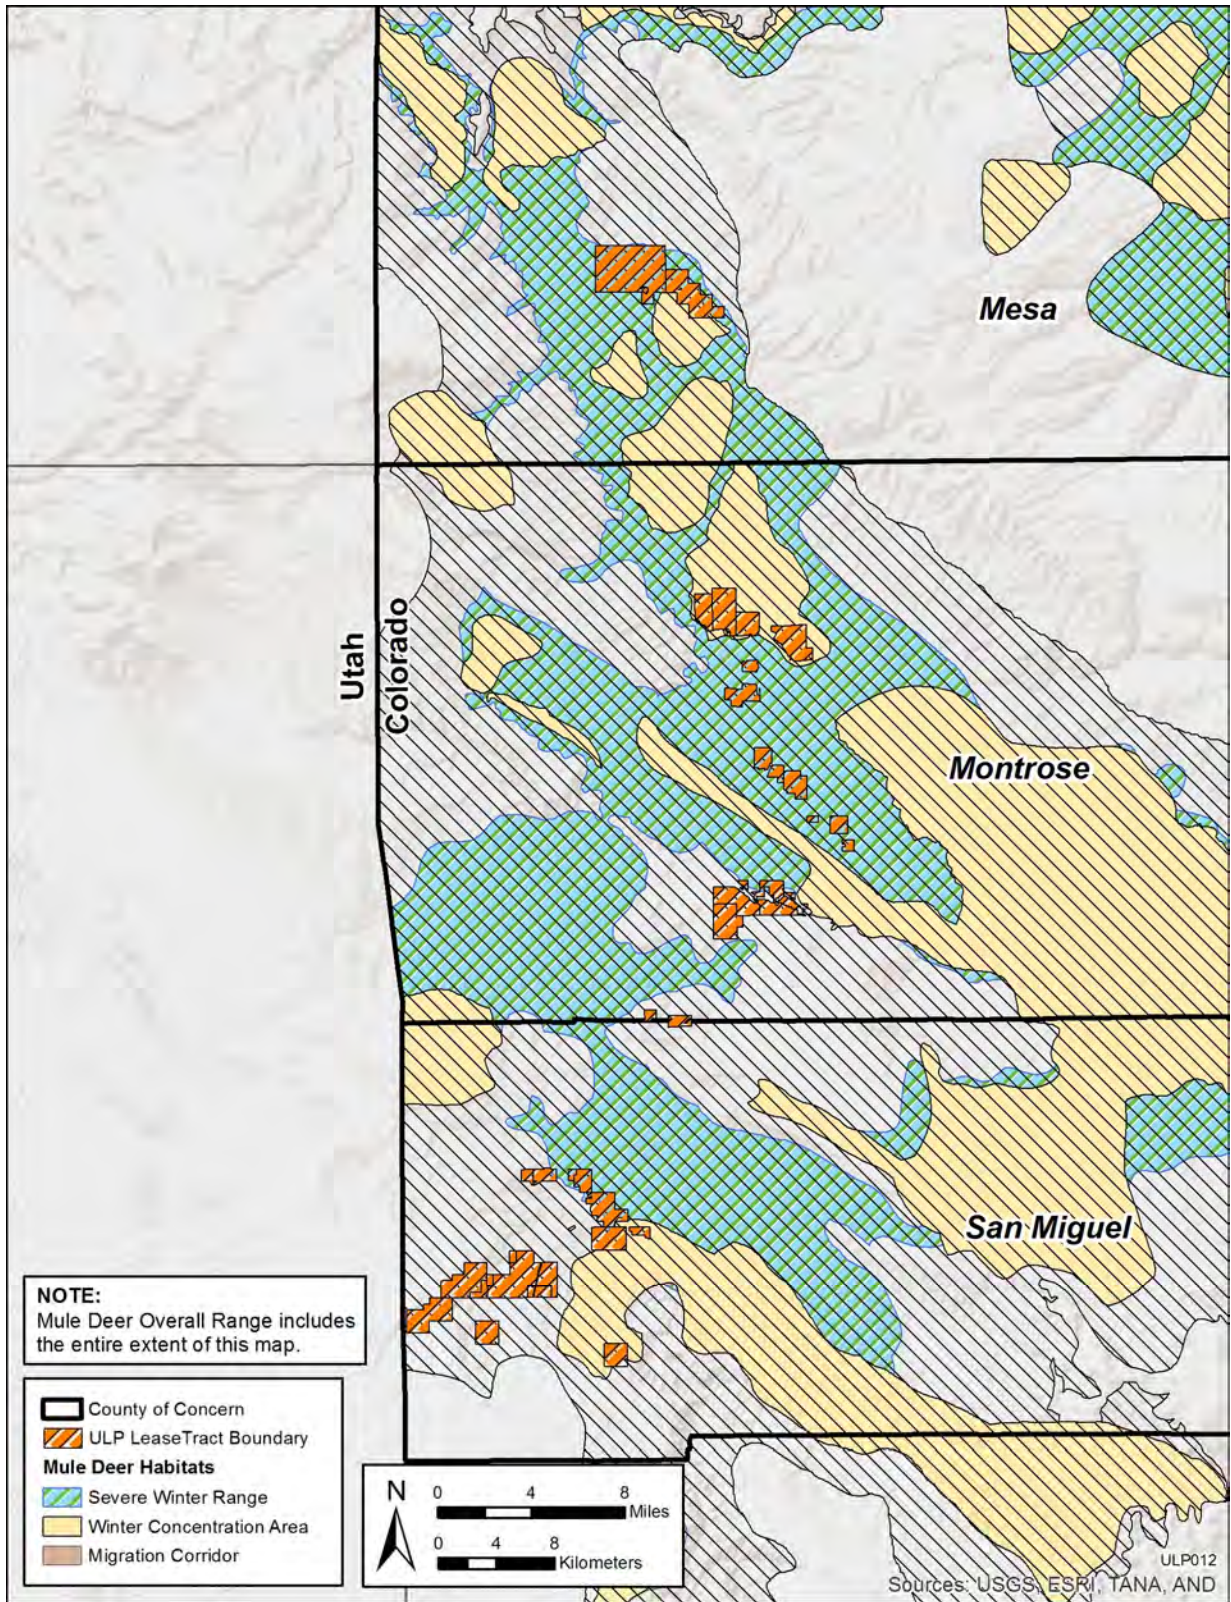 Mesa
Utah
Colorado
Montrose
San Miguel
NOTE:
Mule Deer Overall Range includes
the entire extent of this map.
County of Concern
ULP LeaseTract Boundary
Mule Deer Habitats
Severe Winter Range
Winter Concentration Area
Migration Corridor
N
0 4 8
Miles
0 4 8
Kilometers
ULP012
Sources: USGS, ESRI, TANA, AND